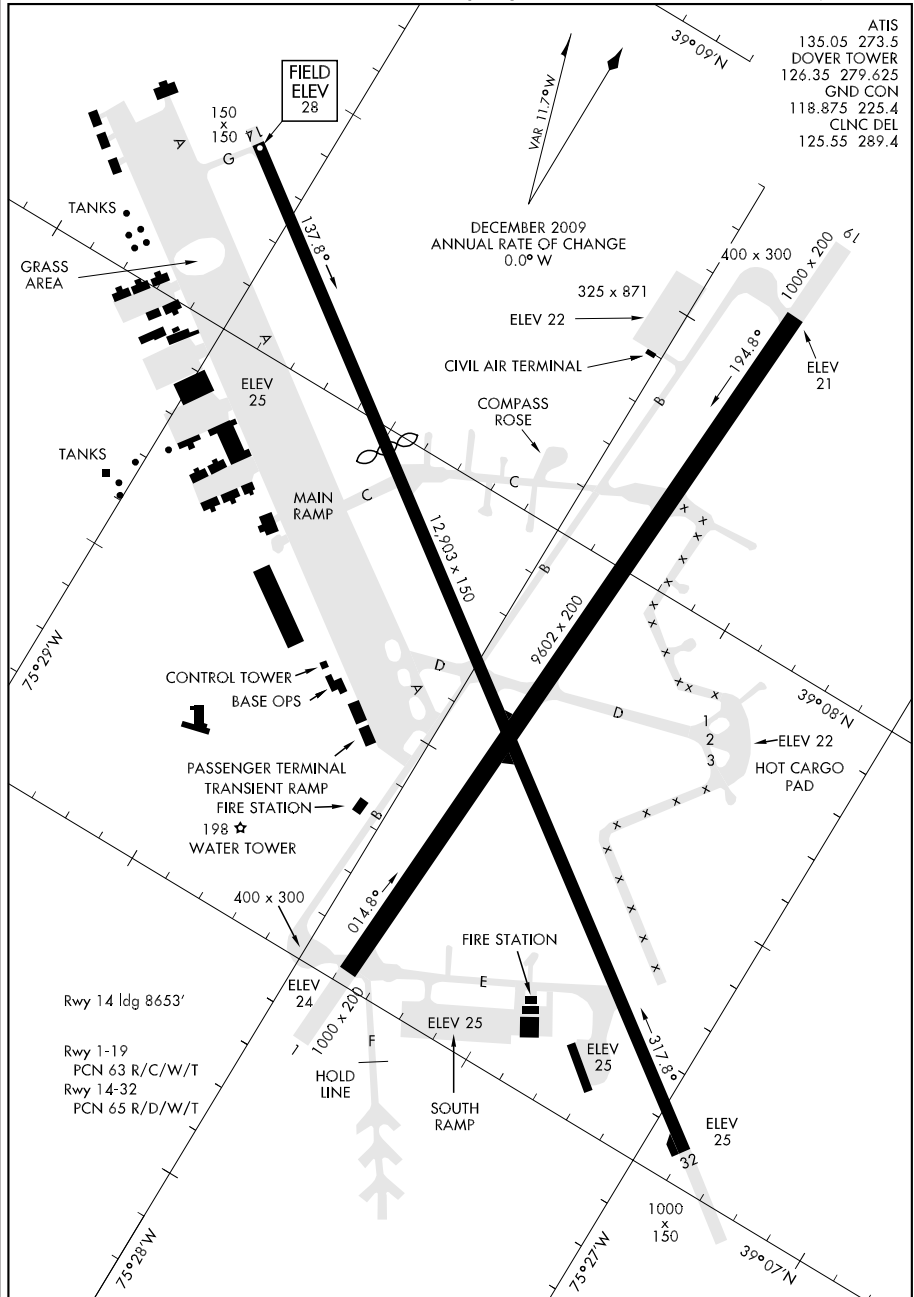 ATIS
135.05 273.5
DOVER TOWER
126.35 279.625
GND CON
118.875 225.4
CLNC DEL
125.55 289.4
39°09'N
VAR 11.7°W
FIELD
ELEV
28
150
x
150
14
A
G
TANKS
137.8°
DECEMBER 2009
ANNUAL RATE OF CHANGE
0.0° W
400 x 300
1000 x 200
19
GRASS
AREA
325 x 871
ELEV 22
A
194.8°
CIVIL AIR TERMINAL
ELEV
21
ELEV
25
B
COMPASS
ROSE
TANKS
MAIN
RAMP
C
C
12,903 x 150
B
9602 x 200
75°29'W
CONTROL TOWER
BASE OPS
D
A
D
39°08'N
1
2
3
ELEV 22
HOT CARGO
PAD
PASSENGER TERMINAL
TRANSIENT RAMP
FIRE STATION
198
WATER TOWER
B
400 x 300
014.8°
FIRE STATION
ELEV
24
E
1000 x 200
1
Rwy 14 ldg 8653'
ELEV 25
F
HOLD
LINE
SOUTH
RAMP
ELEV
25
317.8°
Rwy 1-19
PCN 63 R/C/W/T
Rwy 14-32
PCN 65 R/D/W/T
ELEV
25
32
1000
x
150
75°28'W
75°27'W
39°07'N